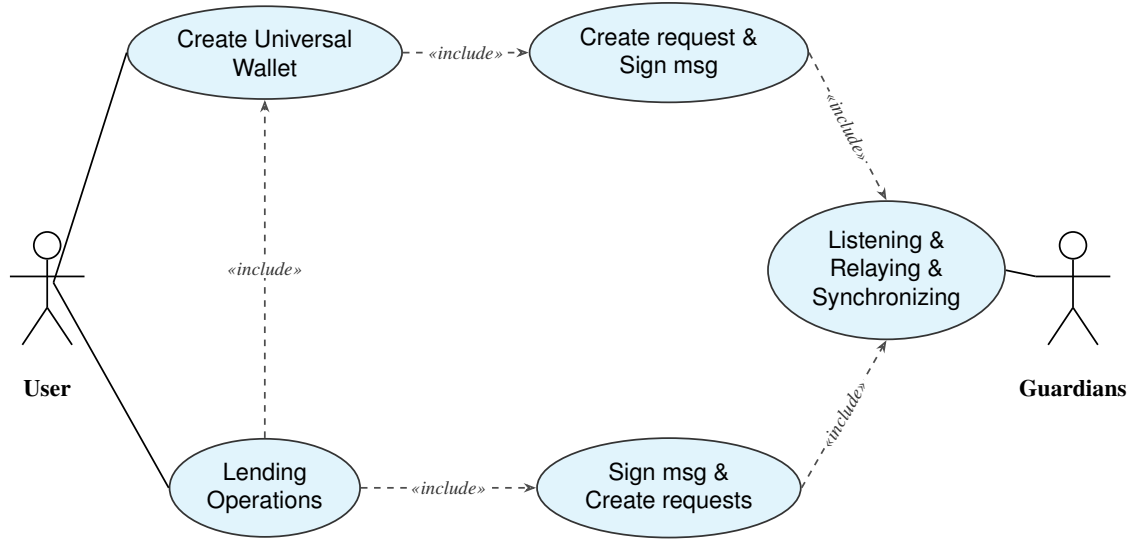 Create Universal
Wallet
«include»
Create request &
Sign msg
«include»
«include»
Listening &
Relaying &
Synchronizing
User
Guardians
«include»
Lending
Operations
«include»
Sign msg &
Create requests